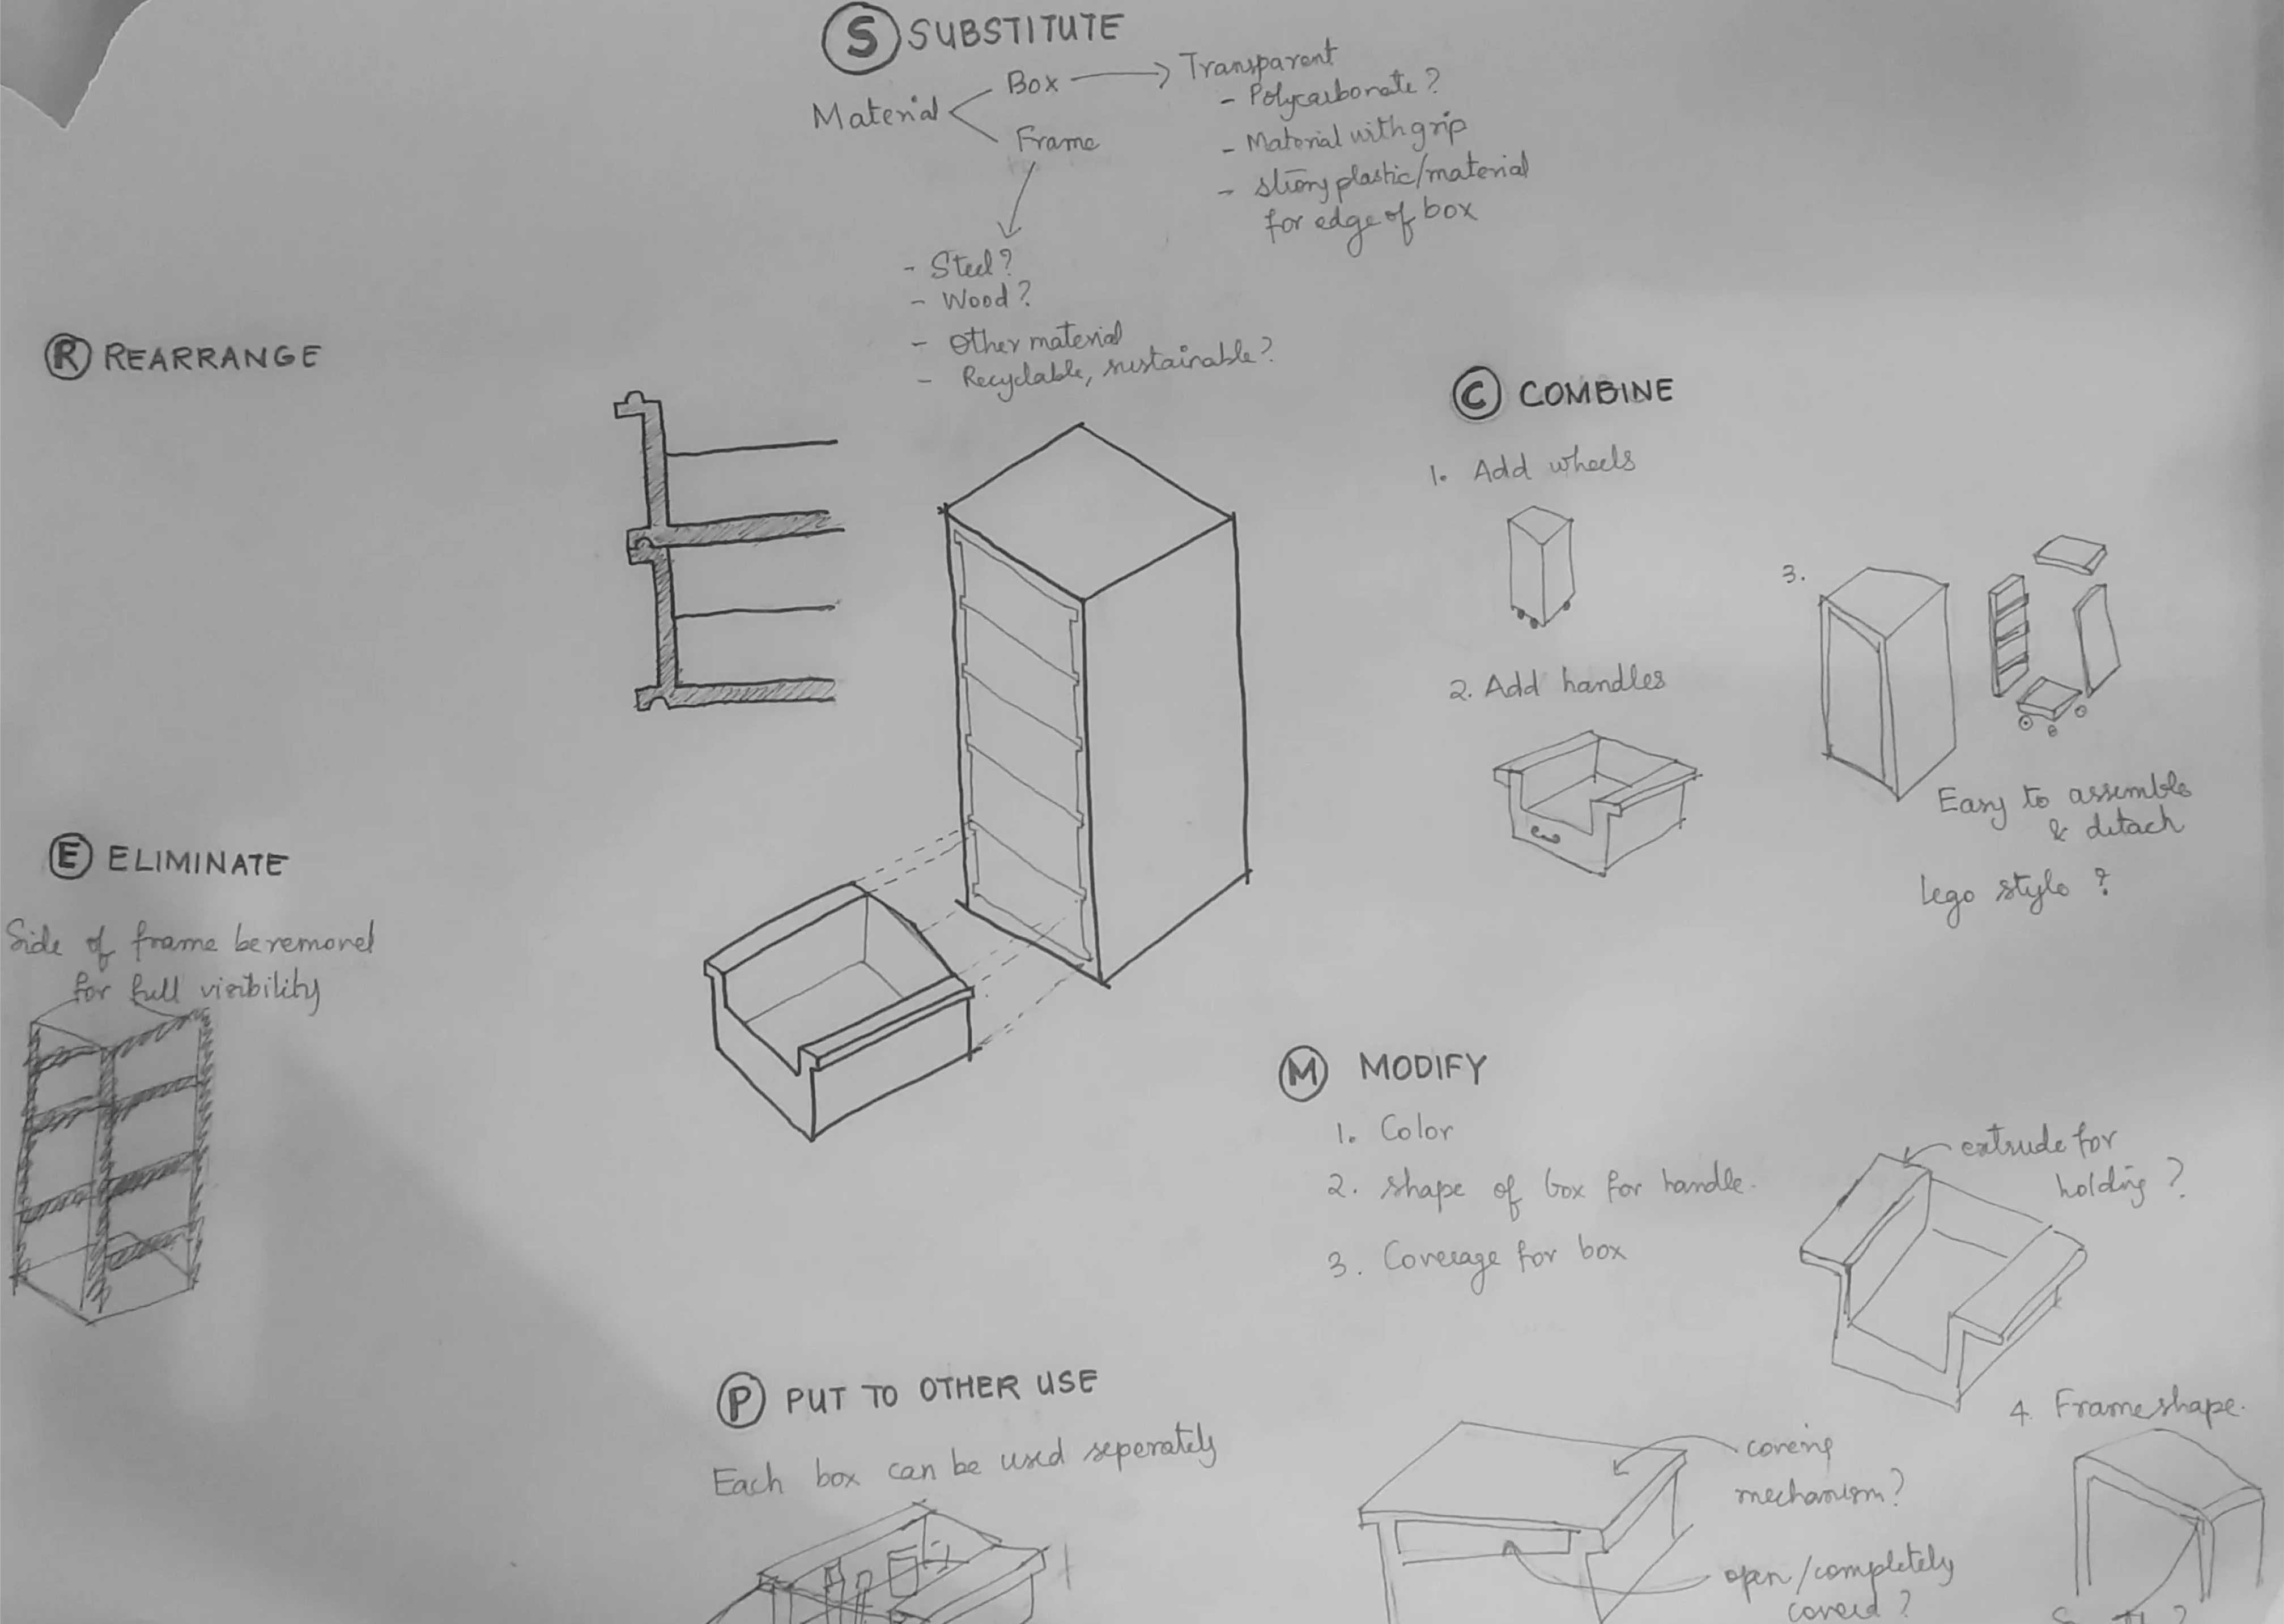 S SUBSTITUTE
Material
Box
Frame
Transparent
- Polycarbonate?
- Material with grip
- strong plastic/material
for edge of box
- Steel?
- Wood?
- Other material
- Recyclable, sustainable?
R REARRANGE
C COMBINE
1. Add wheels
2. Add handles
3.
Easy to assemble
& detach
Lego style ?
E ELIMINATE
Side of frame be removed
for full visibility
M MODIFY
1. Color
2. shape of box for handle.
3. Coverage for box
extrude for
holding ?
4. Frame shape.
P PUT TO OTHER USE
Each box can be used seperately
covering
mechanism?
open/completely
covered ?